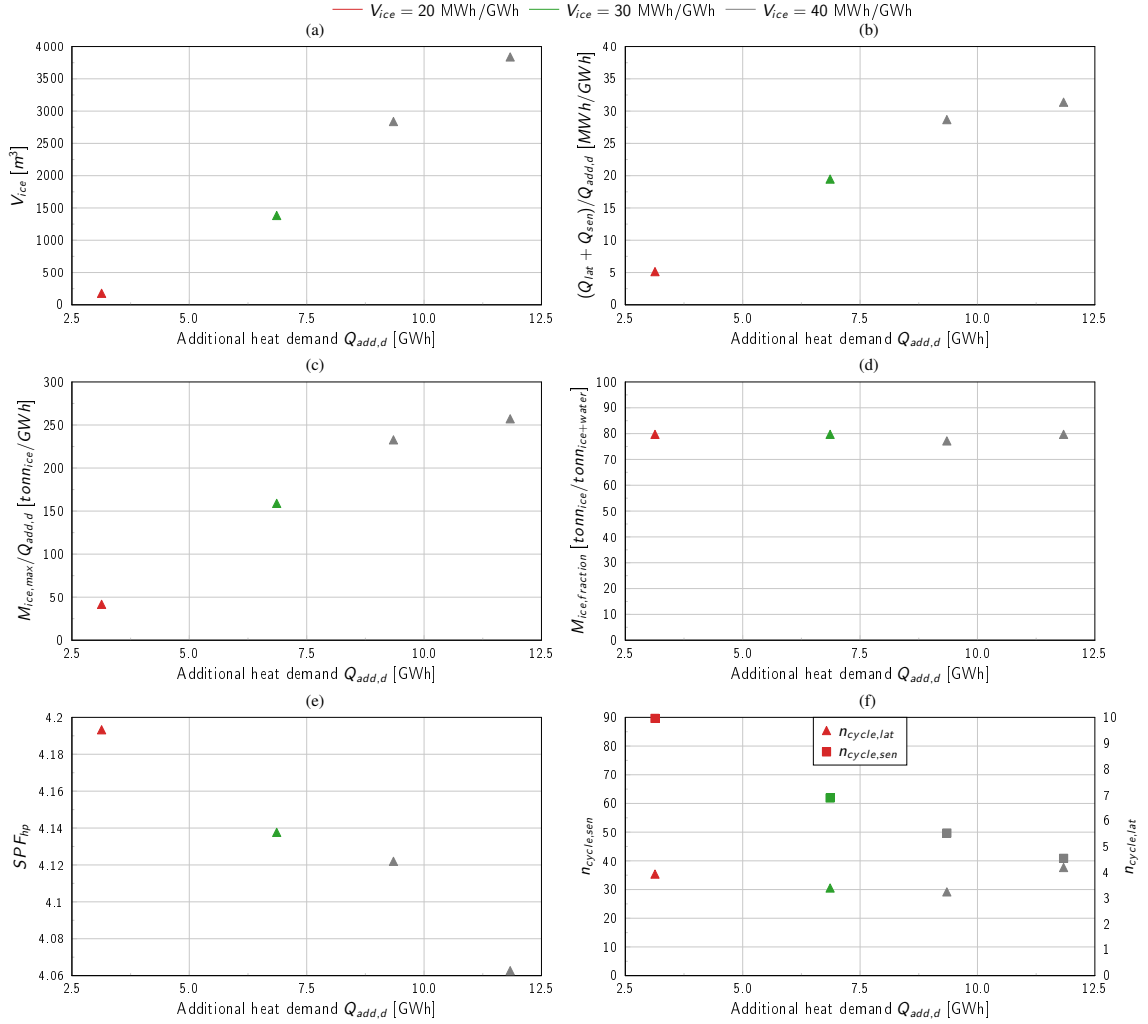 V_ice = 20 MWh/GWh V_ice = 30 MWh/GWh V_ice = 40 MWh/GWh
(a)
4000
3500
3000
2500
2000
1500
1000
500
0
V_ice [m³]
2.5 5.0 7.5 10.0 12.5
Additional heat demand Q_add,d [GWh]
(b)
40
35
30
25
20
15
10
5
0
(Q_lat + Q_sen)/Q_add,d [MWh/GWh]
2.5 5.0 7.5 10.0 12.5
Additional heat demand Q_add,d [GWh]
(c)
300
250
200
150
100
50
0
M_ice,max/Q_add,d [tonn_ice/GWh]
2.5 5.0 7.5 10.0 12.5
Additional heat demand Q_add,d [GWh]
(d)
100
90
80
70
60
50
40
30
20
10
0
M_ice,fraction [tonn_ice/tonn_ice+water]
2.5 5.0 7.5 10.0 12.5
Additional heat demand Q_add,d [GWh]
(e)
4.2
4.18
4.16
4.14
4.12
4.1
4.08
4.06
SPF_hp
2.5 5.0 7.5 10.0 12.5
Additional heat demand Q_add,d [GWh]
(f)
90
80
70
60
50
40
30
20
10
0
n_cycle,sen
n_cycle,lat
n_cycle,sen
10
9
8
7
6
5
4
3
2
1
0
n_cycle,lat
2.5 5.0 7.5 10.0 12.5
Additional heat demand Q_add,d [GWh]